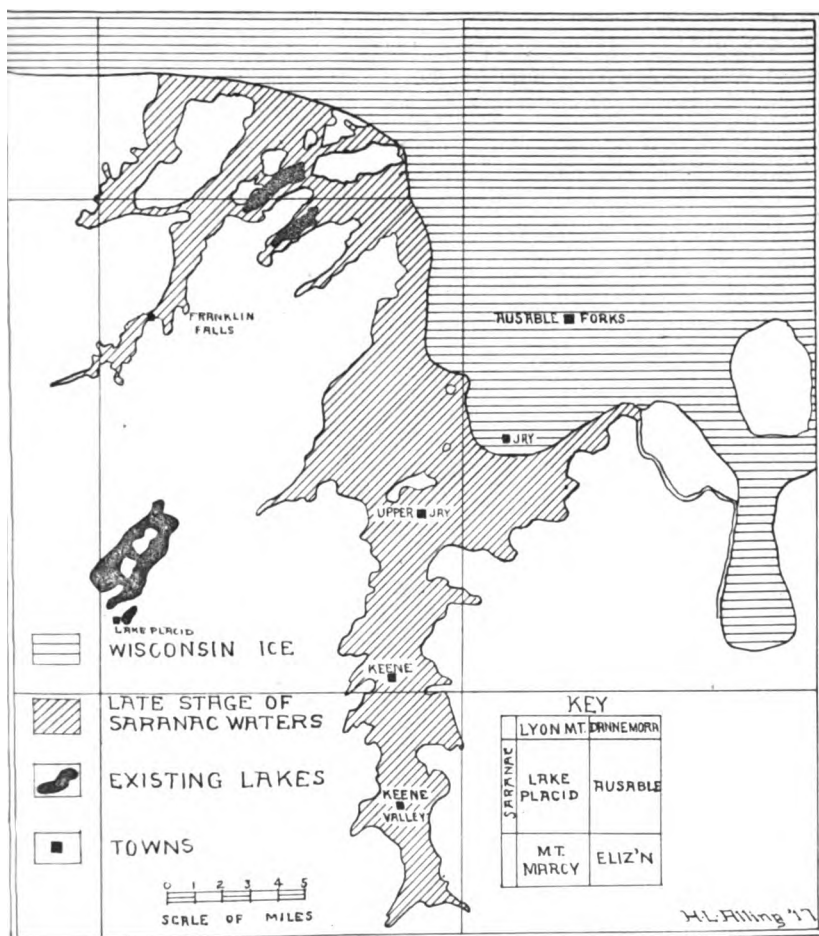 FRANKLIN
FALLS
AUSABLE FORKS
JAY
UPPER JAY
LAKE PLACID
WISCONSIN ICE
KEENE
LATE STAGE OF
SARANAC WATERS
KEY
LYON MT. DANNEMORA
SARANAC
LAKE
PLACID
AUSABLE
EXISTING LAKES
KEENE
VALLEY
MT.
MARCY
ELIZ'N
TOWNS
0 1 2 3 4 5
SCALE OF MILES
H.L. Alling '17